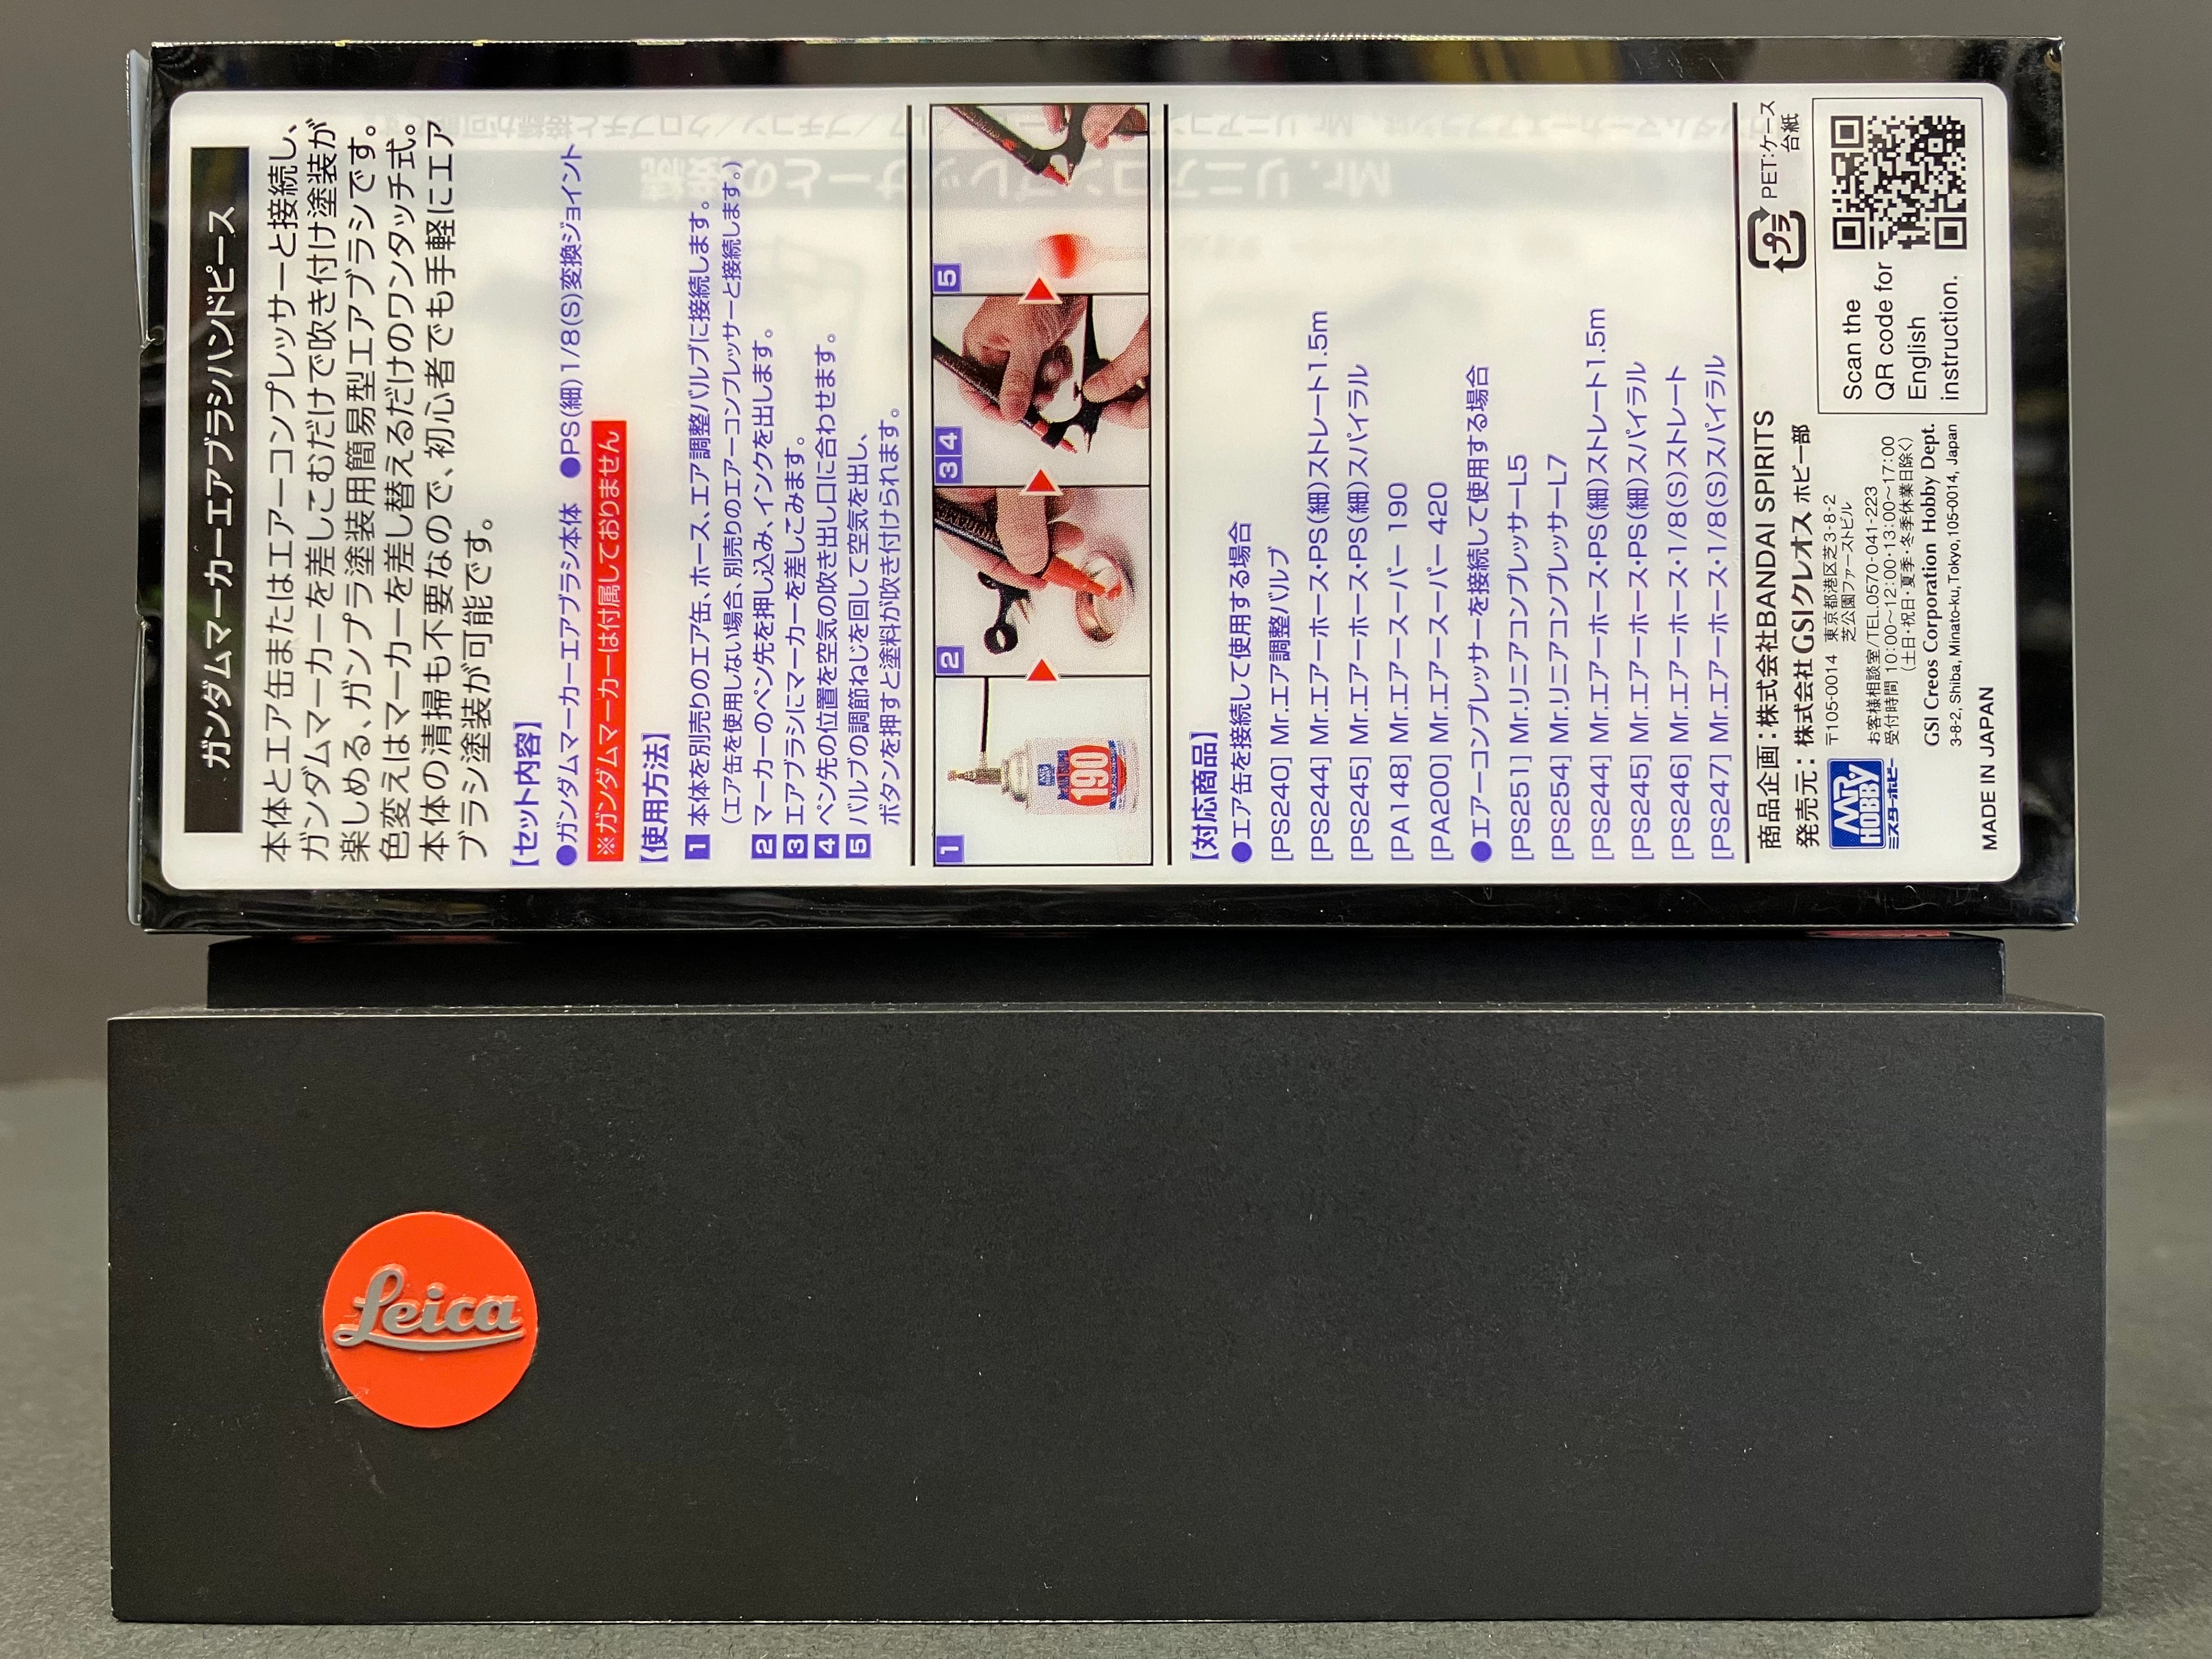 ガンダムマーカーエアブラシハンドピース
本体とエア缶またはエアーコンプレッサーと接続し、
ガンダムマーカーを差しこむだけで吹き付け塗装が
楽しめる、ガンプラ塗装用簡易型エアブラシです。
色変えはマーカーを差し替えるだけのワンタッチ式。
本体の清掃も不要なので、初心者でも手軽にエア
ブラシ塗装が可能です。
【セット内容】
●ガンダムマーカーエアブラシ本体 ●PS(細)1/8(S)変換ジョイント
※ガンダムマーカーは付属しておりません
【使用方法】
1 本体を別売りのエア缶、ホース、エア調整バルブに接続します。
(エア缶を使用しない場合、別売りのエアーコンプレッサーと接続します。)
2 マーカーのペン先を押し込み、インクを出します。
3 エアブラシにマーカーを差しこみます。
4 ペン先の位置を空気の吹き出し口に合わせます。
5 バルブの調節ねじを回して空気を出し、
ボタンを押すと塗料が吹き付けられます。
1
190
2
3 4
5
【対応商品】
●エア缶を接続して使用する場合
[PS240] Mr.エア調整バルブ
[PS244] Mr.エアーホース・PS(細)ストレート1.5m
[PS245] Mr.エアーホース・PS(細)スパイラル
[PA148] Mr.エアースーパー 190
[PA200] Mr.エアースーパー 420
●エアーコンプレッサーを接続して使用する場合
[PS251] Mr.リニアコンプレッサーL5
[PS254] Mr.リニアコンプレッサーL7
[PS244] Mr.エアーホース・PS(細)ストレート1.5m
[PS245] Mr.エアーホース・PS(細)スパイラル
[PS246] Mr.エアーホース・1/8(S)ストレート
[PS247] Mr.エアーホース・1/8(S)スパイラル
商品企画：株式会社BANDAI SPIRITS
発売元：株式会社GSIクレオス ホビー部
〒105-0014 東京都港区芝3-8-2
芝公園ファーストビル
お客様相談室/TEL.0570-041-223
受付時間 10:00〜12:00・13:00〜17:00
(土日・祝日・夏季・冬季休業日除く)
GSI Creos Corporation Hobby Dept.
3-8-2, Shiba, Minato-ku, Tokyo, 105-0014, Japan
MR HOBBY
ミスターホビー
MADE IN JAPAN
プラ
PET:ケース
台紙
Scan the
QR code for
English
instruction.
Leica